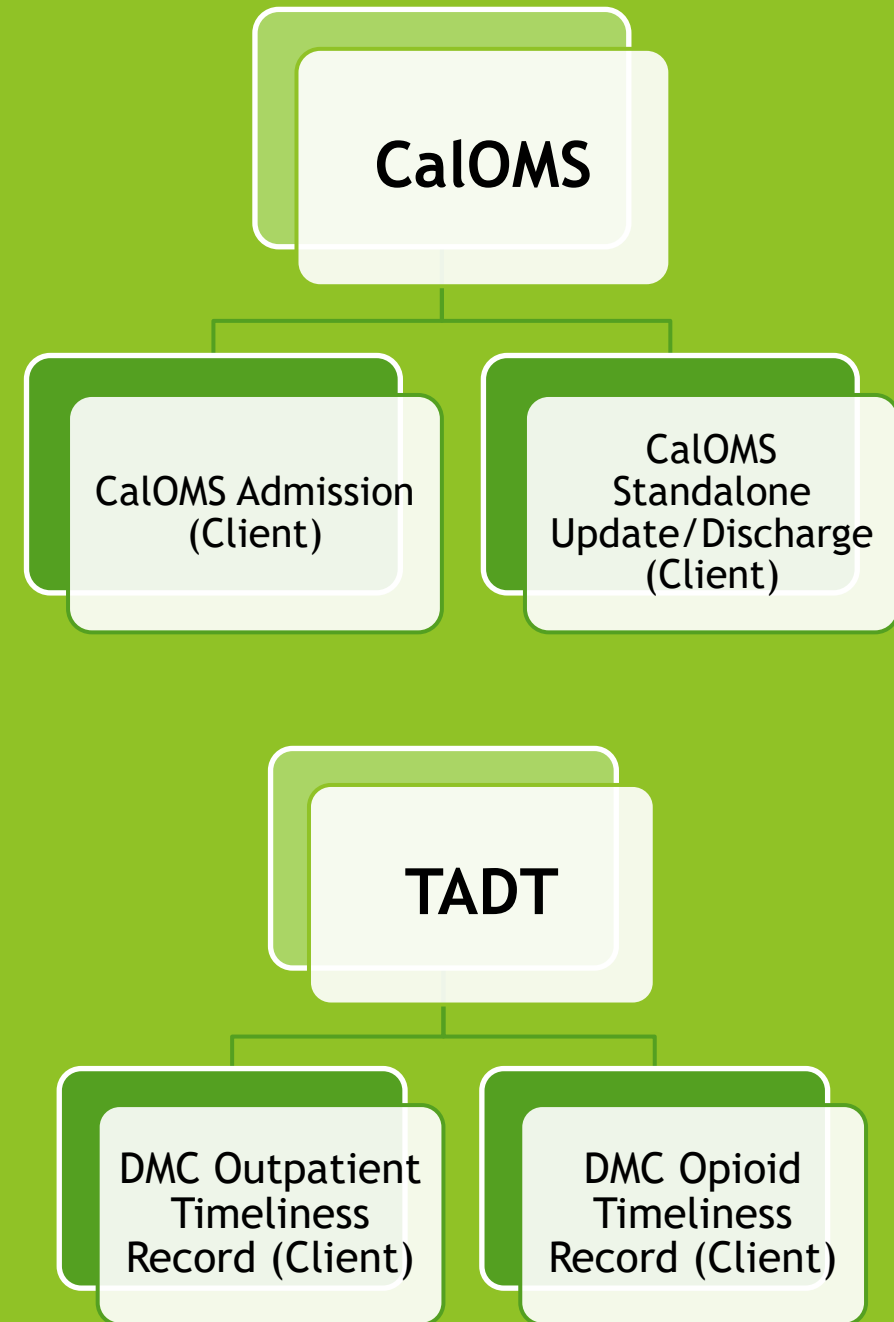 CalOMS
CalOMS Admission
(Client)
CalOMS
Standalone
Update/Discharge
(Client)
TADT
DMC Outpatient
Timeliness
Record (Client)
DMC Opioid
Timeliness
Record (Client)